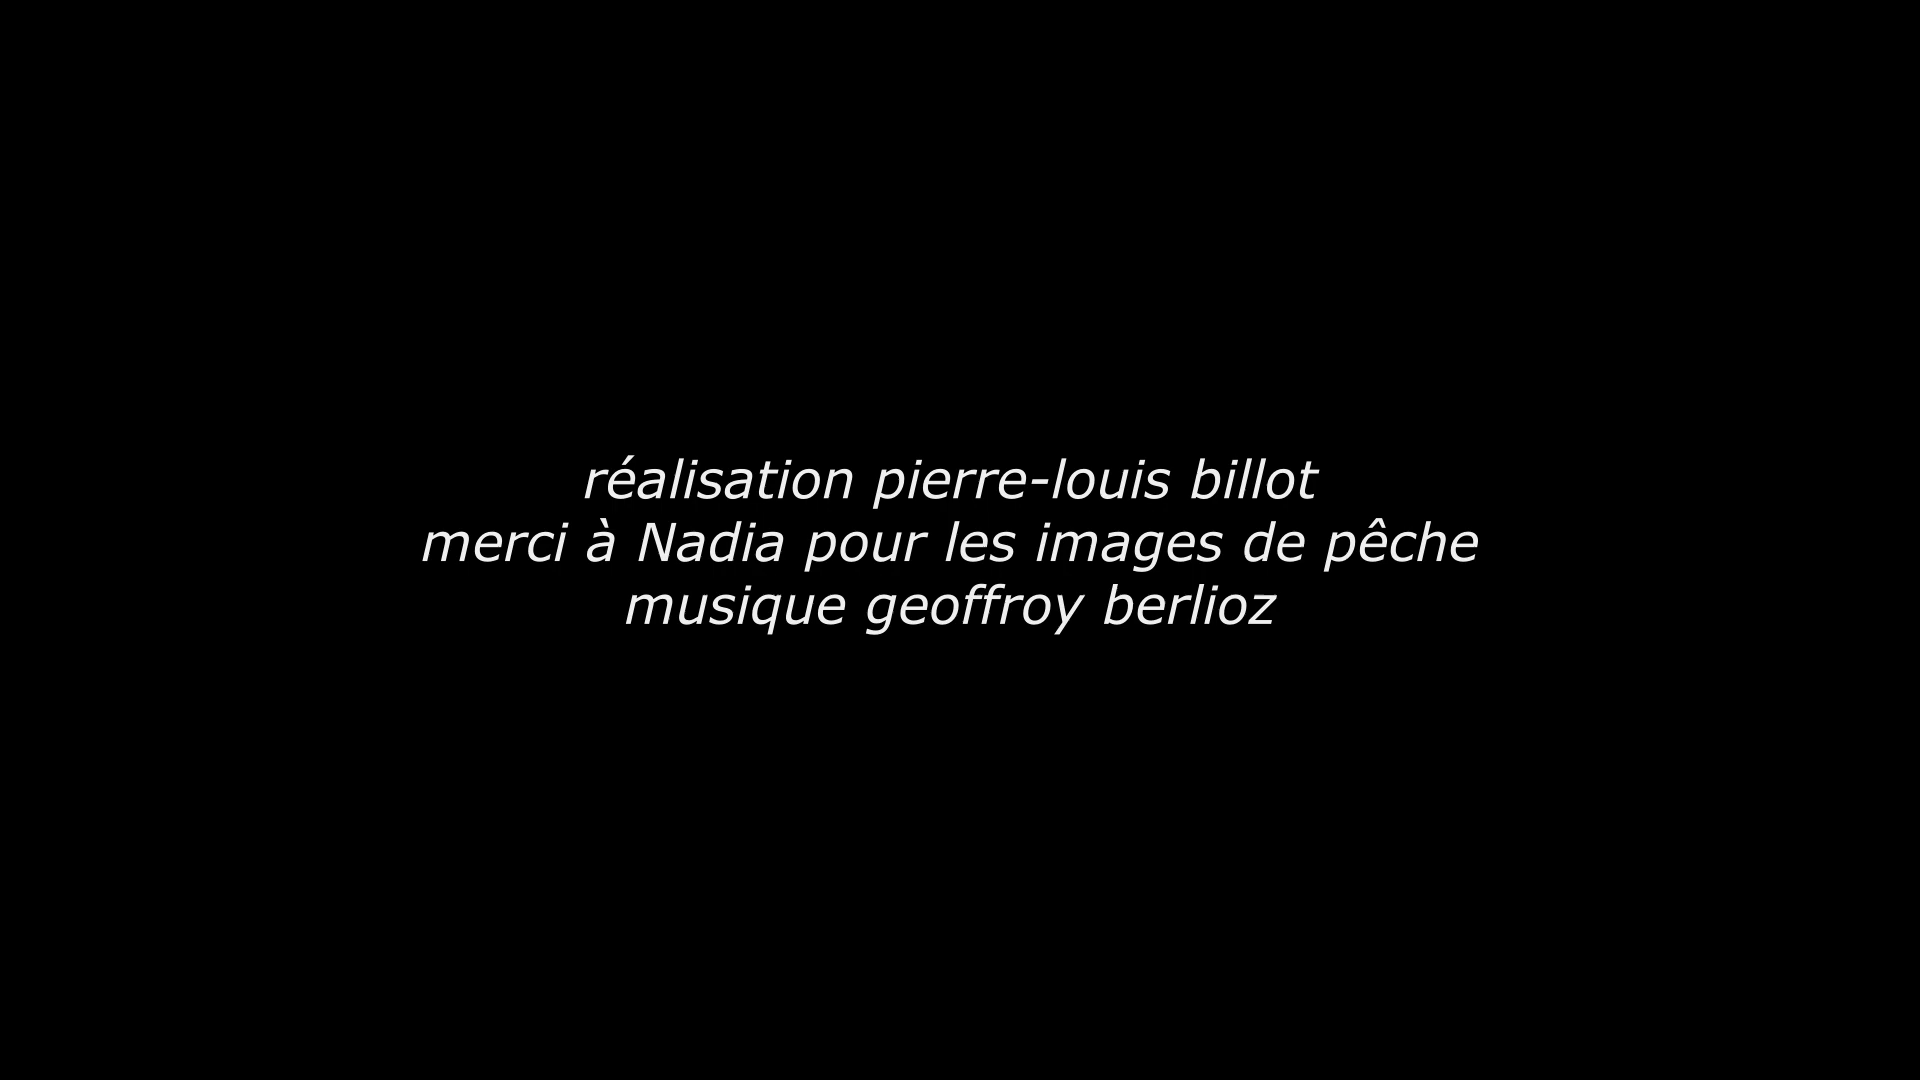 réalisation pierre-louis billot
merci à Nadia pour les images de pêche
musique geoffroy berlioz